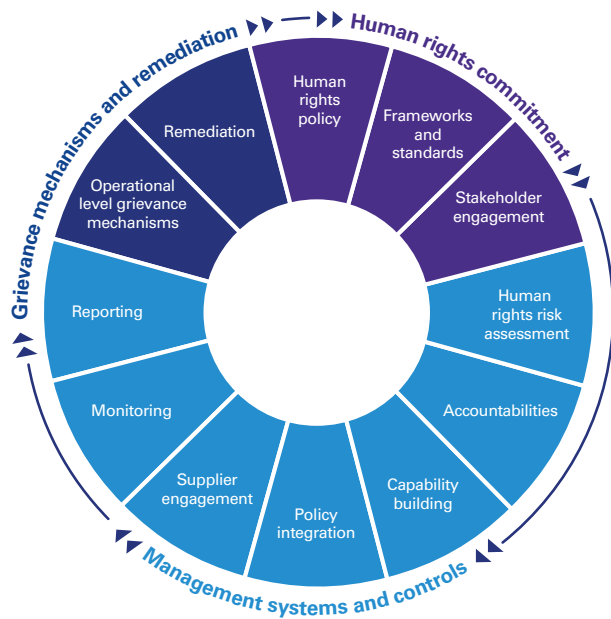 Human rights commitment
Human
rights
policy
Frameworks
and
standards
Stakeholder
engagement
Management systems and controls
Human
rights risk
assessment
Accountabilities
Capability
building
Policy
integration
Supplier
engagement
Monitoring
Reporting
Grievance mechanisms and remediation
Operational
level grievance
mechanisms
Remediation